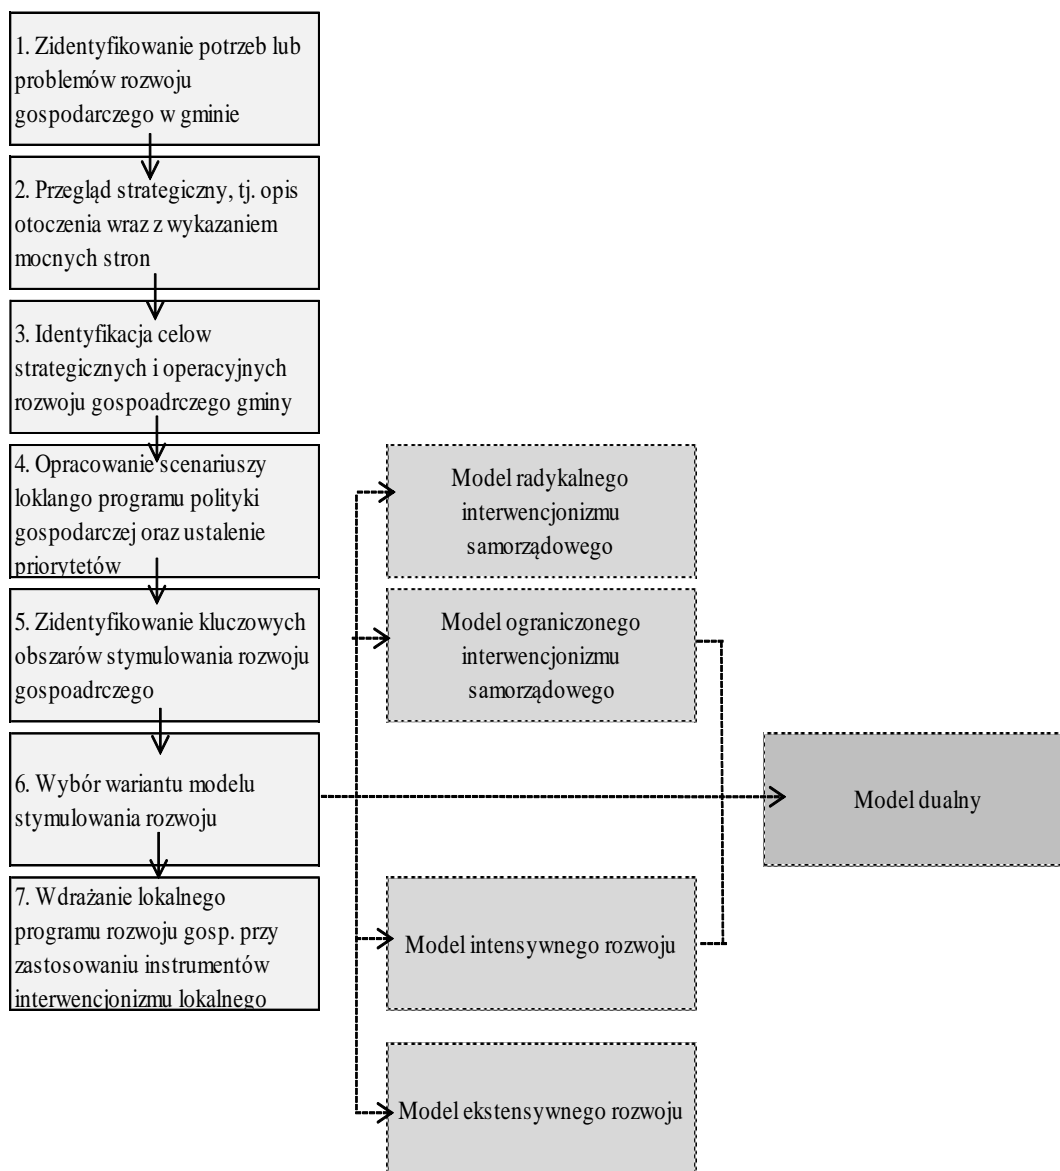 1. Zidentyfikowanie potrzeb lub
problemów rozwoju
gospodarczego w gminie
2. Przegląd strategiczny, tj. opis
otoczenia wraz z wykazaniem
mocnych stron
3. Identyfikacja celow
strategicznych i operacyjnych
rozwoju gospoadrczego gminy
4. Opracowanie scenariuszy
loklango programu polityki
gospodarczej oraz ustalenie
priorytetów
5. Zidentyfikowanie kluczowych
obszarów stymulowania rozwoju
gospoadrczego
6. Wybór wariantu modelu
stymulowania rozwoju
7. Wdrażanie lokalnego
programu rozwoju gosp. przy
zastosowaniu instrumentów
interwencjonizmu lokalnego
Model radykalnego
interwencjonizmu
samorządowego
Model ograniczonego
interwencjonizmu
samorządowego
Model intensywnego rozwoju
Model ekstensywnego rozwoju
Model dualny